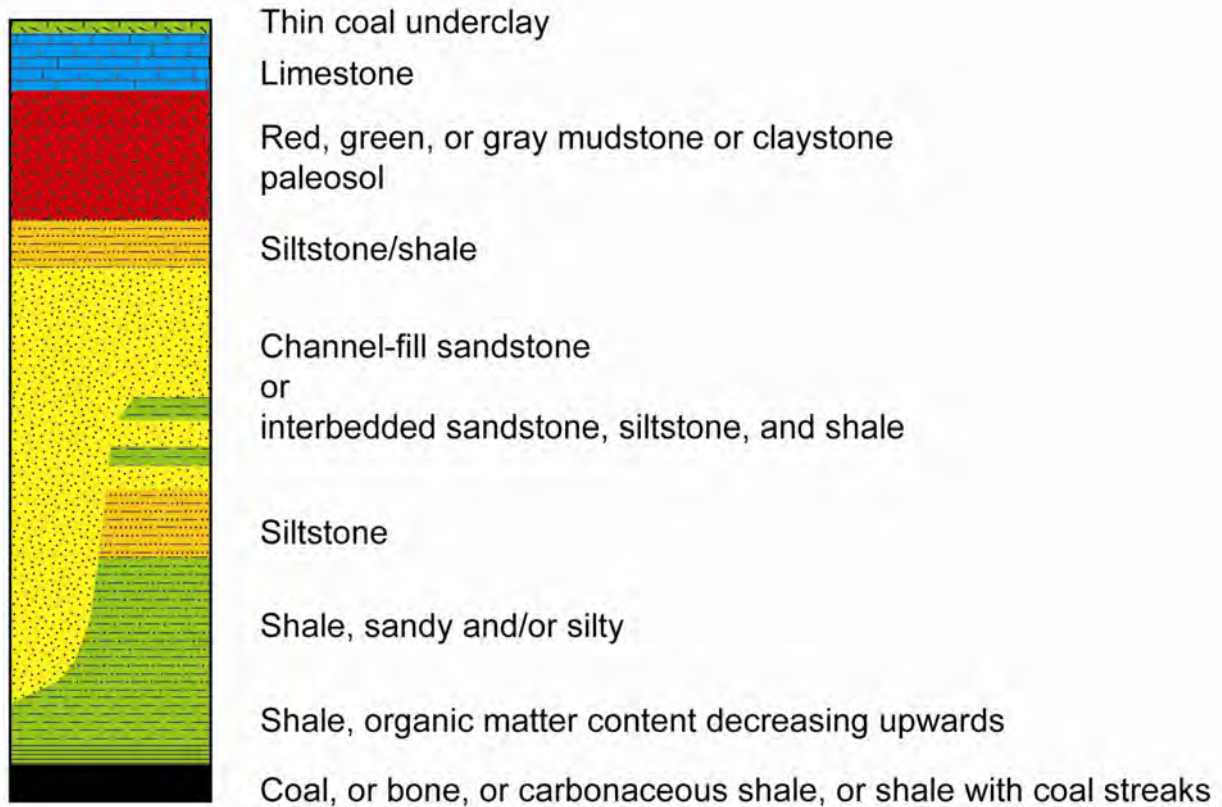 Thin coal underclay
Limestone
Red, green, or gray mudstone or claystone
paleosol
Siltstone/shale
Channel-fill sandstone
or
interbedded sandstone, siltstone, and shale
Siltstone
Shale, sandy and/or silty
Shale, organic matter content decreasing upwards
Coal, or bone, or carbonaceous shale, or shale with coal streaks